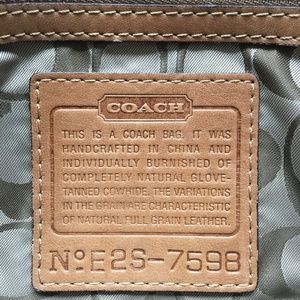 COACH
THIS IS A COACH BAG. IT WAS
HANDCRAFTED IN CHINA AND
INDIVIDUALLY BURNISHED OF
COMPLETELY NATURAL GLOVE-
TANNED COWHIDE. THE VARIATIONS
IN THE GRAIN ARE CHARACTERISTIC
OF NATURAL FULL GRAIN LEATHER.
Nº E2S-7598